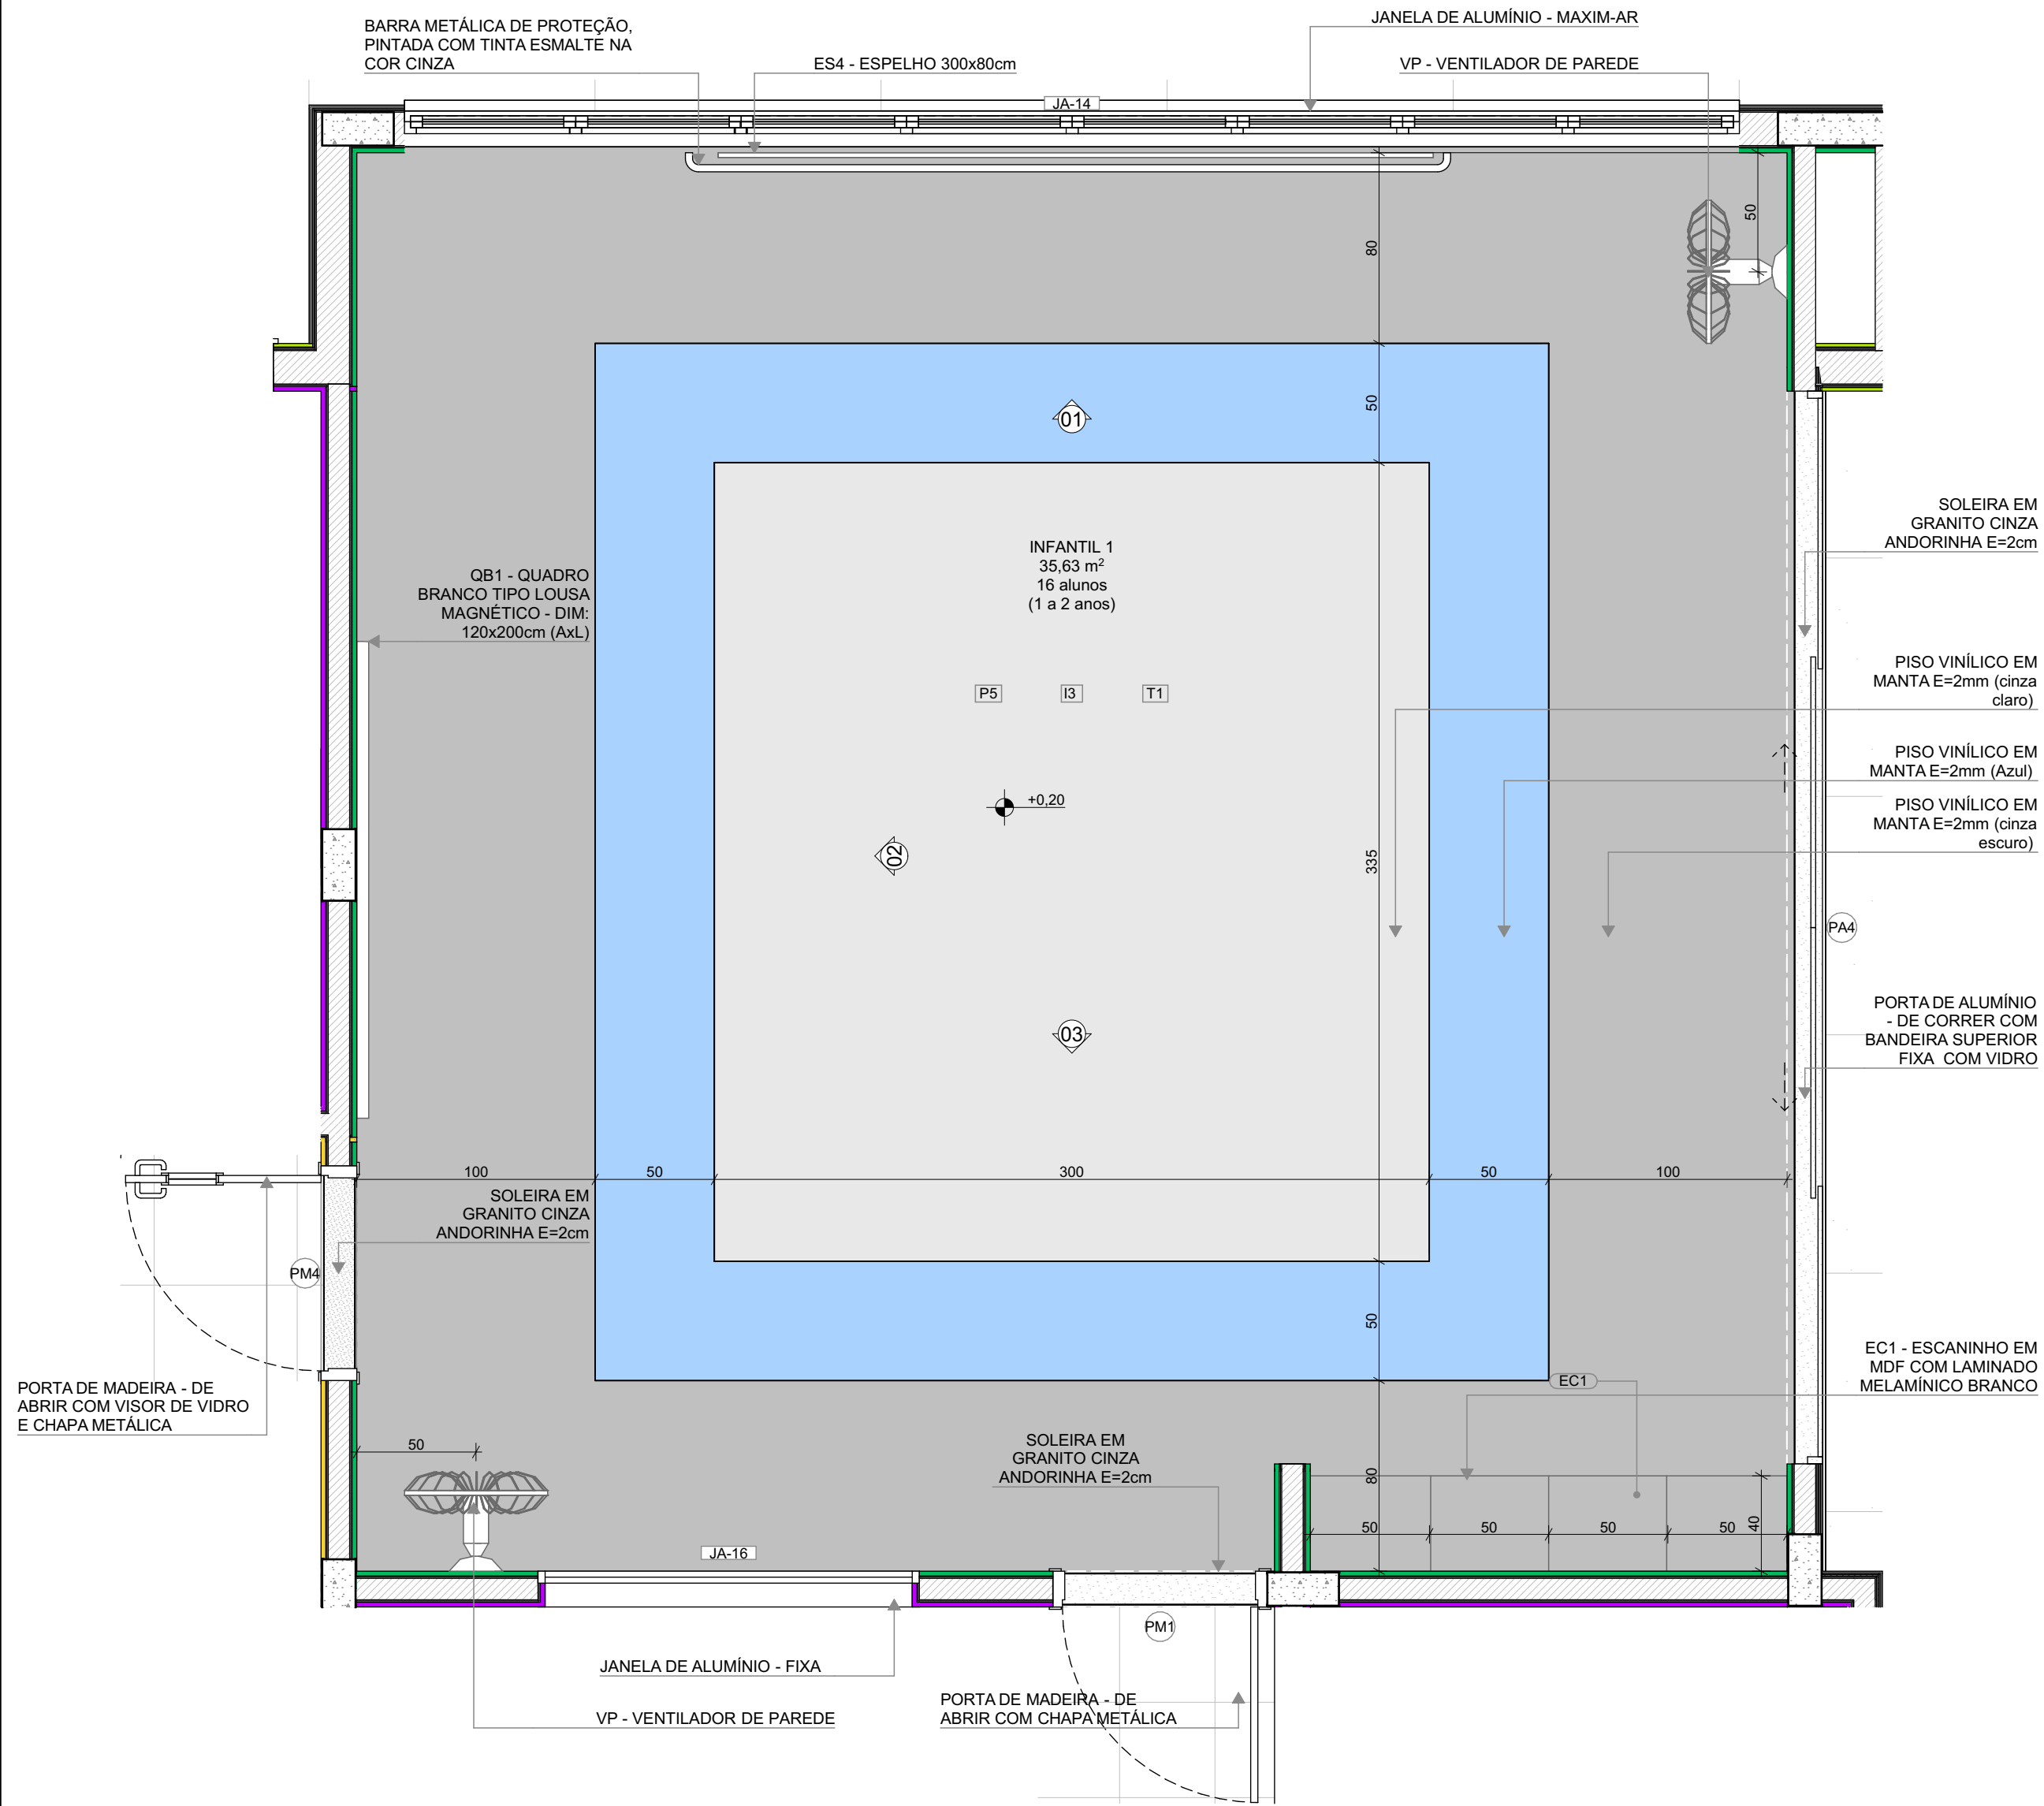 BARRA METÁLICA DE PROTEÇÃO,
PINTADA COM TINTA ESMALTE NA
COR CINZA
ES4 - ESPELHO 300x80cm
JANELA DE ALUMÍNIO - MAXIM-AR
VP - VENTILADOR DE PAREDE
JA-14
50
80
50
01
INFANTIL 1
35,63 m²
16 alunos
(1 a 2 anos)
QB1 - QUADRO
BRANCO TIPO LOUSA
MAGNÉTICO - DIM:
120x200cm (AxL)
P5
I3
T1
+0,20
02
335
03
SOLEIRA EM
GRANITO CINZA
ANDORINHA E=2cm
PISO VINÍLICO EM
MANTA E=2mm (cinza
claro)
PISO VINÍLICO EM
MANTA E=2mm (Azul)
PISO VINÍLICO EM
MANTA E=2mm (cinza
escuro)
PA4
PORTA DE ALUMÍNIO
- DE CORRER COM
BANDEIRA SUPERIOR
FIXA COM VIDRO
100
50
300
50
100
SOLEIRA EM
GRANITO CINZA
ANDORINHA E=2cm
PM4
50
EC1 - ESCANINHO EM
MDF COM LAMINADO
MELAMÍNICO BRANCO
EC1
PORTA DE MADEIRA - DE
ABRIR COM VISOR DE VIDRO
E CHAPA METÁLICA
50
SOLEIRA EM
GRANITO CINZA
ANDORINHA E=2cm
80
50
50
50
50
40
JA-16
PM1
JANELA DE ALUMÍNIO - FIXA
VP - VENTILADOR DE PAREDE
PORTA DE MADEIRA - DE
ABRIR COM CHAPA METÁLICA